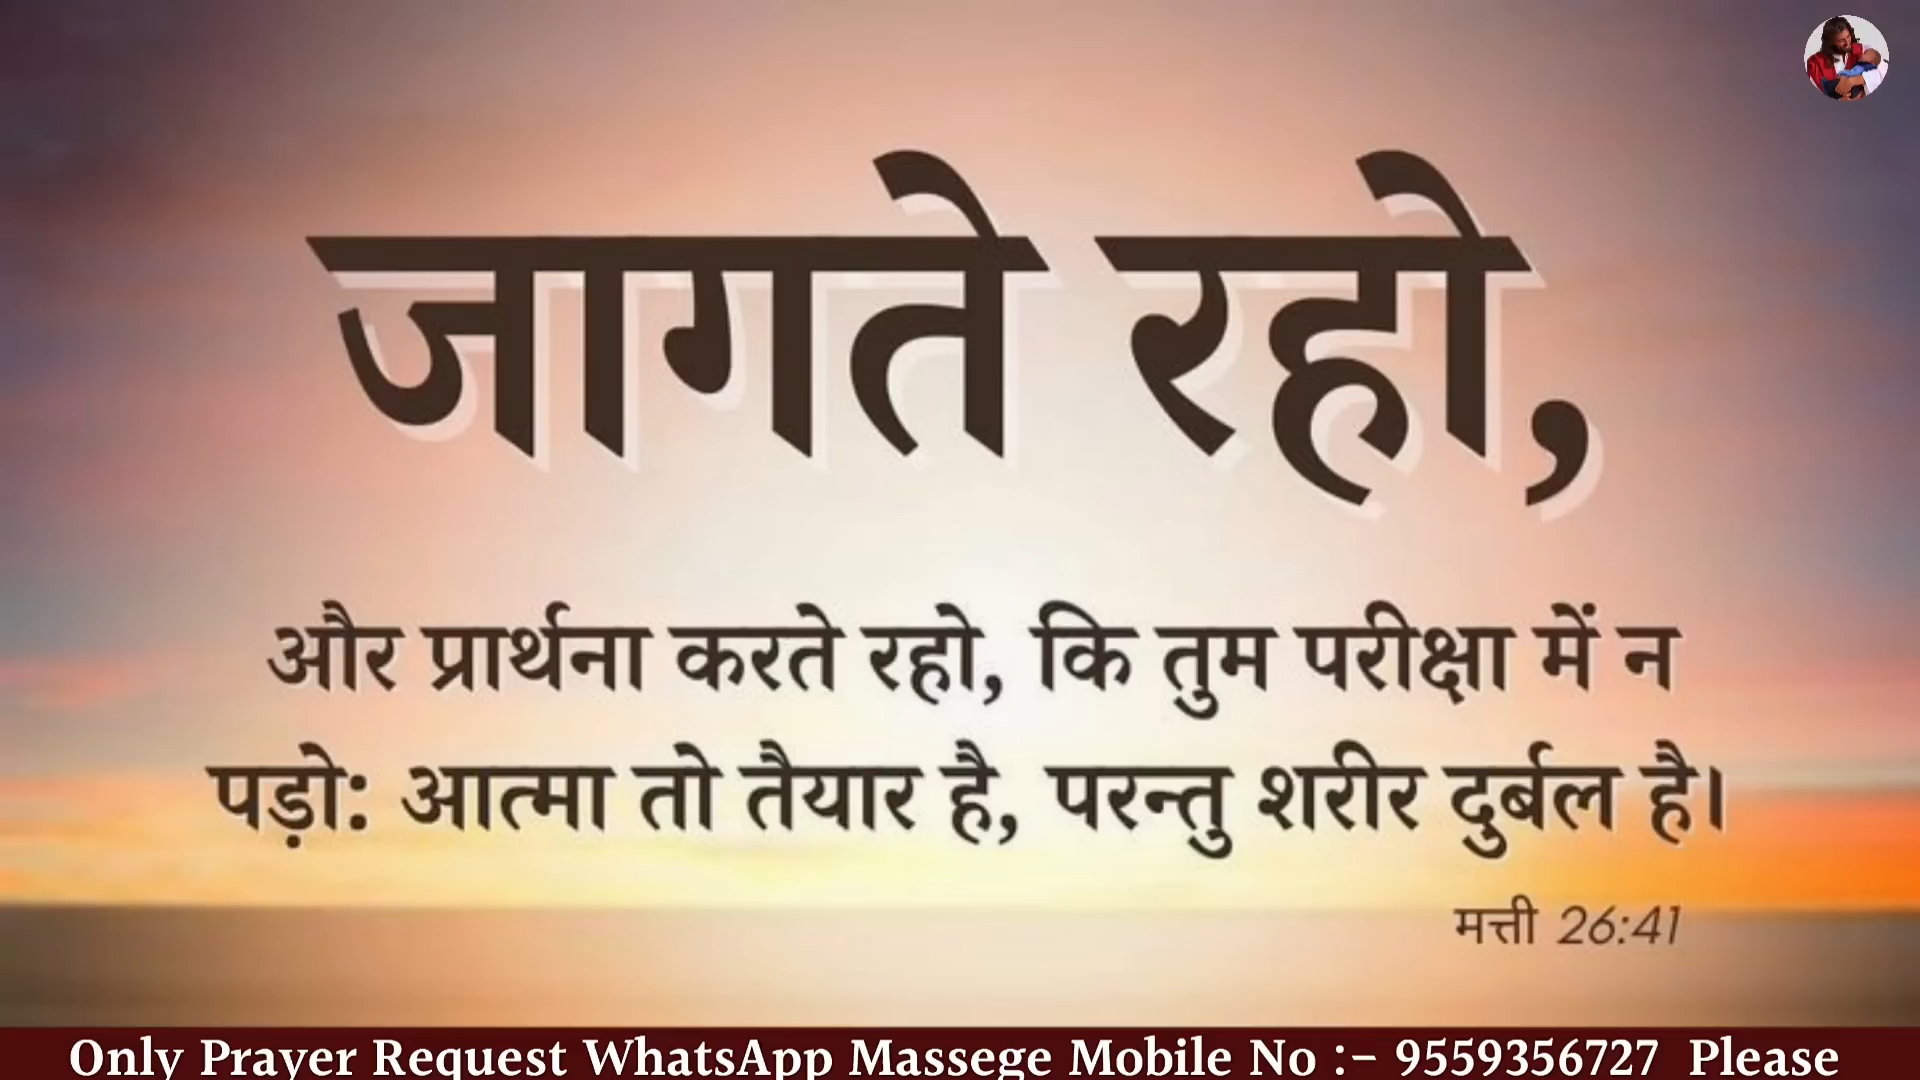 जागते रहो,
और प्रार्थना करते रहो, कि तुम परीक्षा में न
पड़ो: आत्मा तो तैयार है, परन्तु शरीर दुर्बल है।
मत्ती 26:41
Only Prayer Request WhatsApp Massege Mobile No :- 9559356727 Please